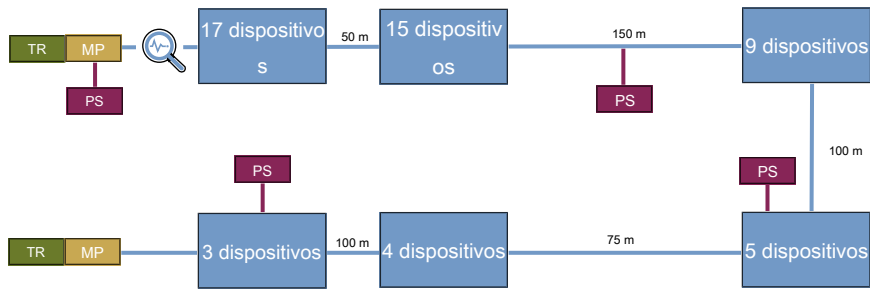 17 dispositivo
s
50 m
15 dispositiv
os
150 m
9 dispositivos
TR
MP
PS
PS
100 m
PS
PS
TR
MP
3 dispositivos
100 m
4 dispositivos
75 m
5 dispositivos